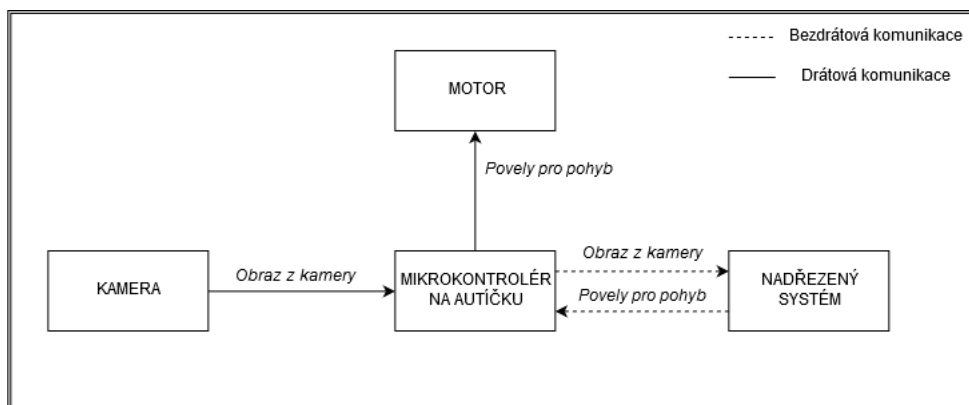 Bezdrátová komunikace
Drátová komunikace
MOTOR
Povely pro pohyb
KAMERA
Obraz z kamery
MIKROKONTROLÉR
NA AUTÍČKU
Obraz z kamery
Povely pro pohyb
NADŘEZENÝ
SYSTÉM